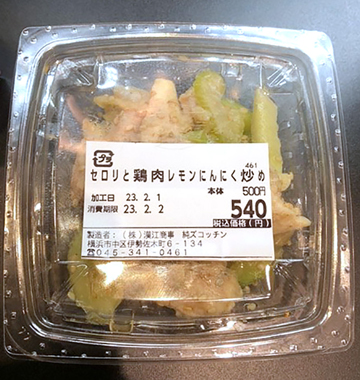 プラ
461
セロリと鶏肉レモンにんにく炒め
本体 500円
加工日 23. 2. 1
消費期限 23. 2. 2
540
税込価格(円)
製造者:(株)濹江商事 純ズコッチン
横浜市中区伊勢佐木町6-134
☎045-341-0461